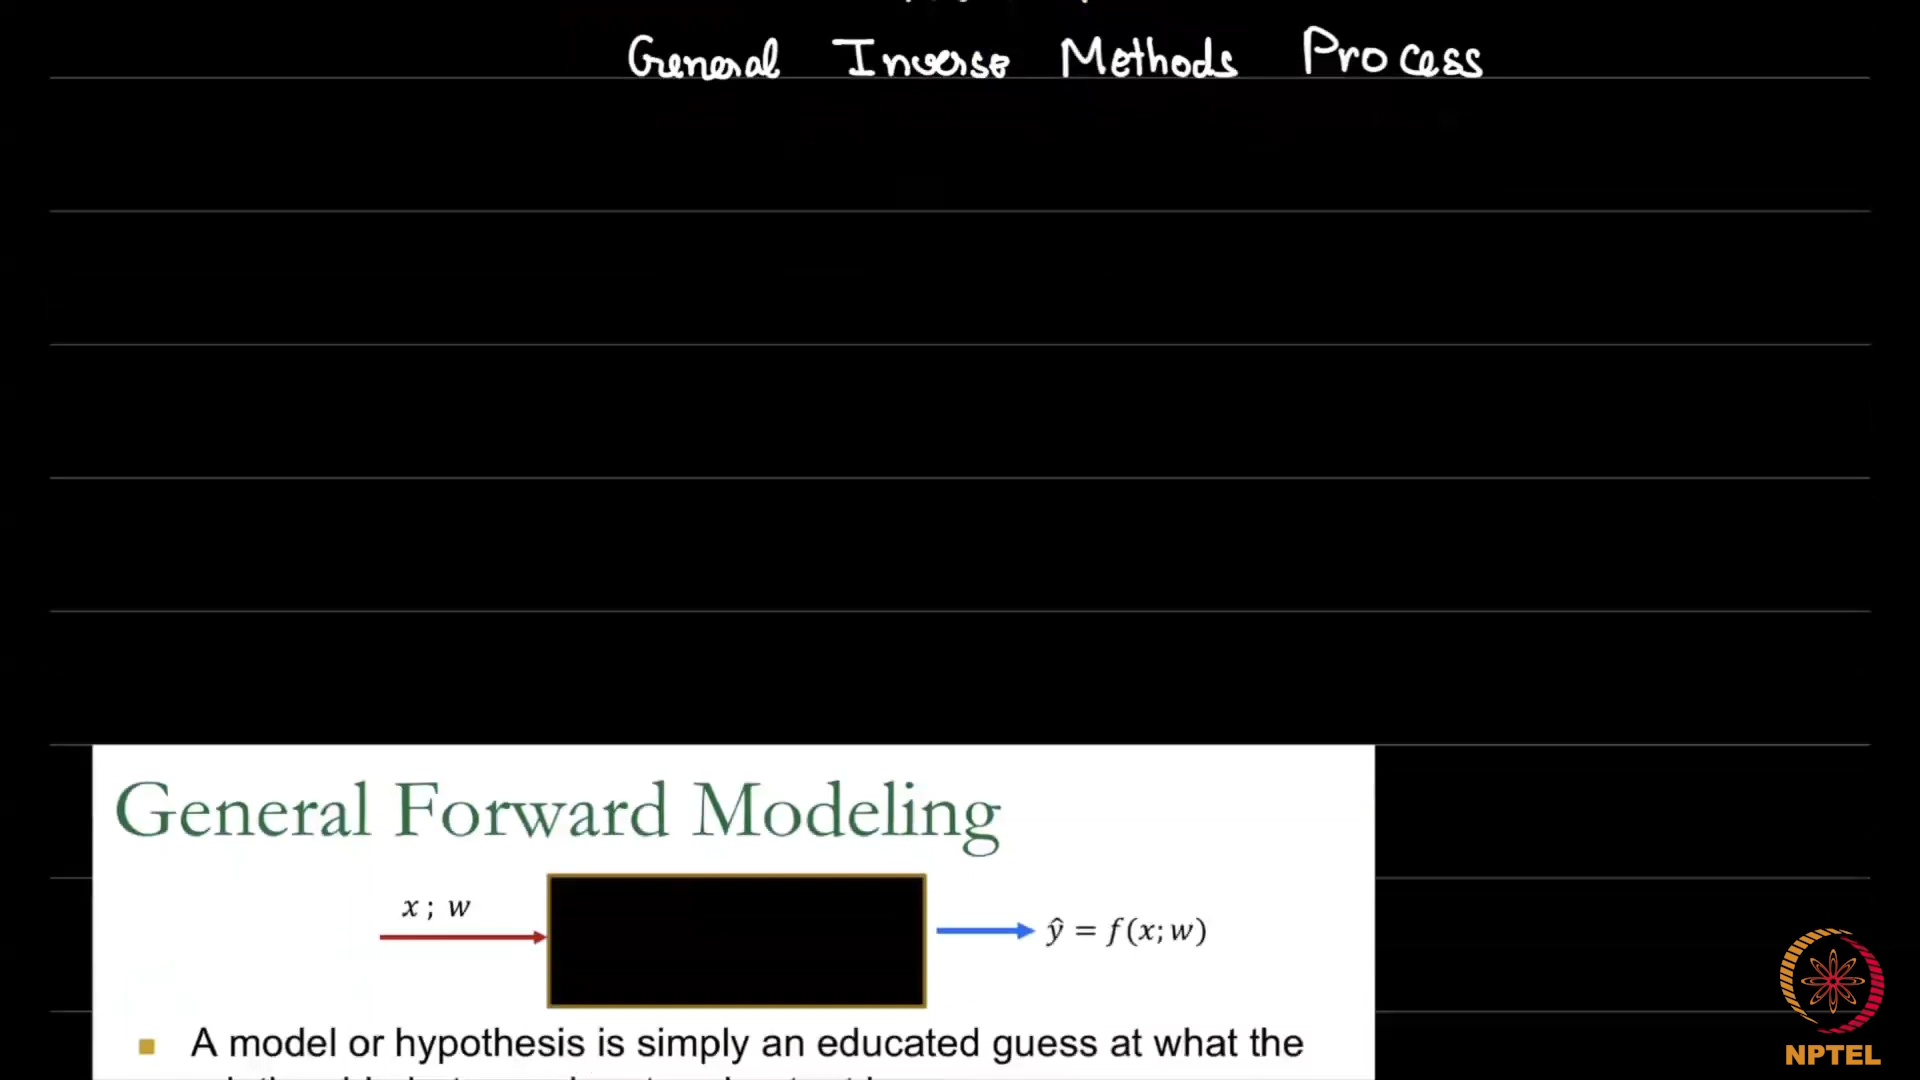 General Inverse Methods Process
General Forward Modeling
x ; w
ŷ = f(x; w)
A model or hypothesis is simply an educated guess at what the
NPTEL